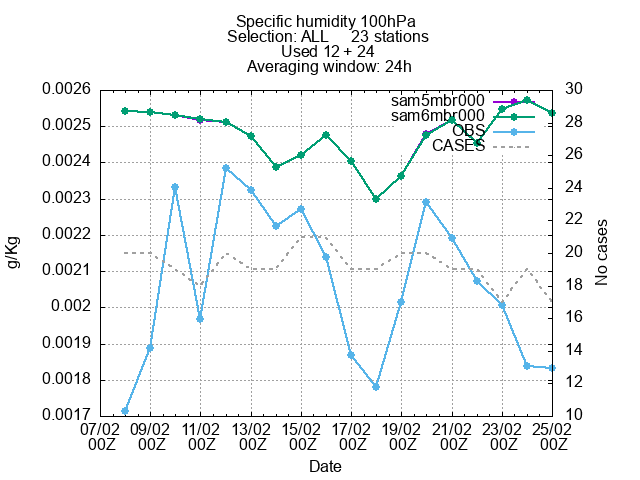 Specific humidity 100hPa
Selection: ALL 23 stations
Used 12 + 24
Averaging window: 24h
sam5mbr000
sam6mbr000
OBS
CASES
g/Kg
0.0026
0.0025
0.0024
0.0023
0.0022
0.0021
0.002
0.0019
0.0018
0.0017
No cases
30
28
26
24
22
20
18
16
14
12
10
07/02 09/02 11/02 13/02 15/02 17/02 19/02 21/02 23/02 25/02
00Z 00Z 00Z 00Z 00Z 00Z 00Z 00Z 00Z 00Z
Date